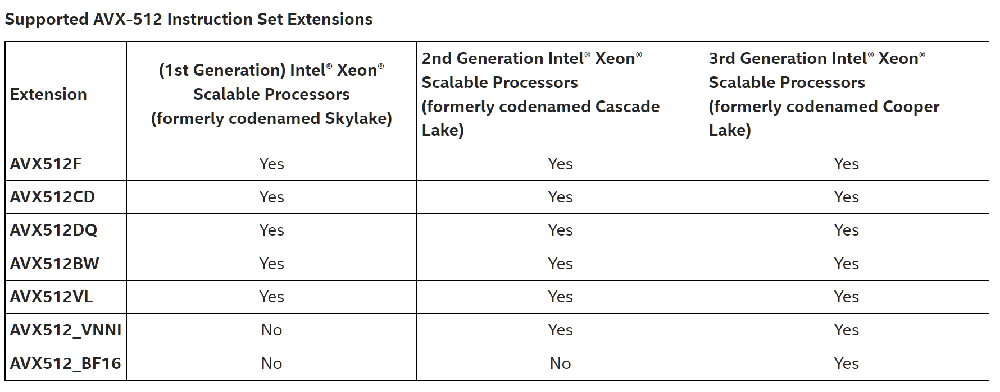 Supported AVX-512 Instruction Set Extensions
Extension
(1st Generation) Intel® Xeon®
Scalable Processors
(formerly codenamed Skylake)
2nd Generation Intel® Xeon®
Scalable Processors
(formerly codenamed Cascade
Lake)
3rd Generation Intel® Xeon®
Scalable Processors
(formerly codenamed Cooper
Lake)
AVX512F Yes Yes Yes
AVX512CD Yes Yes Yes
AVX512DQ Yes Yes Yes
AVX512BW Yes Yes Yes
AVX512VL Yes Yes Yes
AVX512_VNNI No Yes Yes
AVX512_BF16 No No Yes